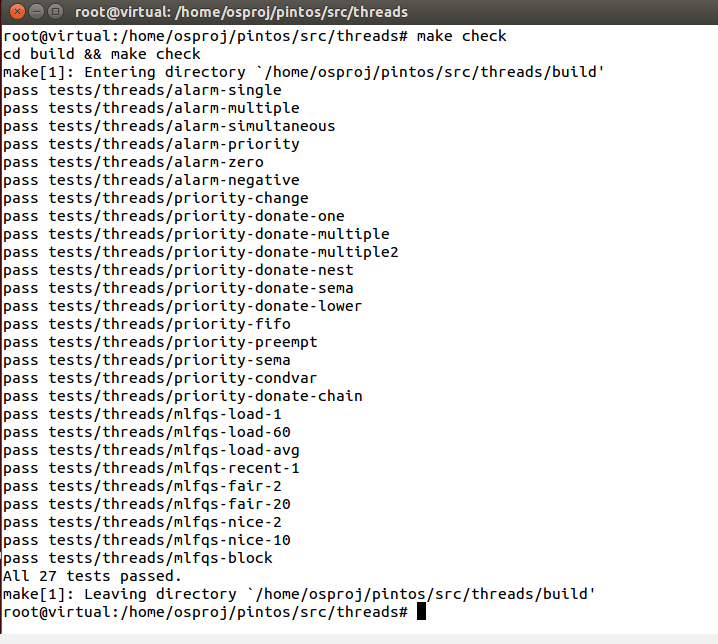 root@virtual: /home/osproj/pintos/src/threads
root@virtual:/home/osproj/pintos/src/threads# make check
cd build && make check
make[1]: Entering directory `/home/osproj/pintos/src/threads/build'
pass tests/threads/alarm-single
pass tests/threads/alarm-multiple
pass tests/threads/alarm-simultaneous
pass tests/threads/alarm-priority
pass tests/threads/alarm-zero
pass tests/threads/alarm-negative
pass tests/threads/priority-change
pass tests/threads/priority-donate-one
pass tests/threads/priority-donate-multiple
pass tests/threads/priority-donate-multiple2
pass tests/threads/priority-donate-nest
pass tests/threads/priority-donate-sema
pass tests/threads/priority-donate-lower
pass tests/threads/priority-fifo
pass tests/threads/priority-preempt
pass tests/threads/priority-sema
pass tests/threads/priority-condvar
pass tests/threads/priority-donate-chain
pass tests/threads/mlfqs-load-1
pass tests/threads/mlfqs-load-60
pass tests/threads/mlfqs-load-avg
pass tests/threads/mlfqs-recent-1
pass tests/threads/mlfqs-fair-2
pass tests/threads/mlfqs-fair-20
pass tests/threads/mlfqs-nice-2
pass tests/threads/mlfqs-nice-10
pass tests/threads/mlfqs-block
All 27 tests passed.
make[1]: Leaving directory `/home/osproj/pintos/src/threads/build'
root@virtual:/home/osproj/pintos/src/threads#